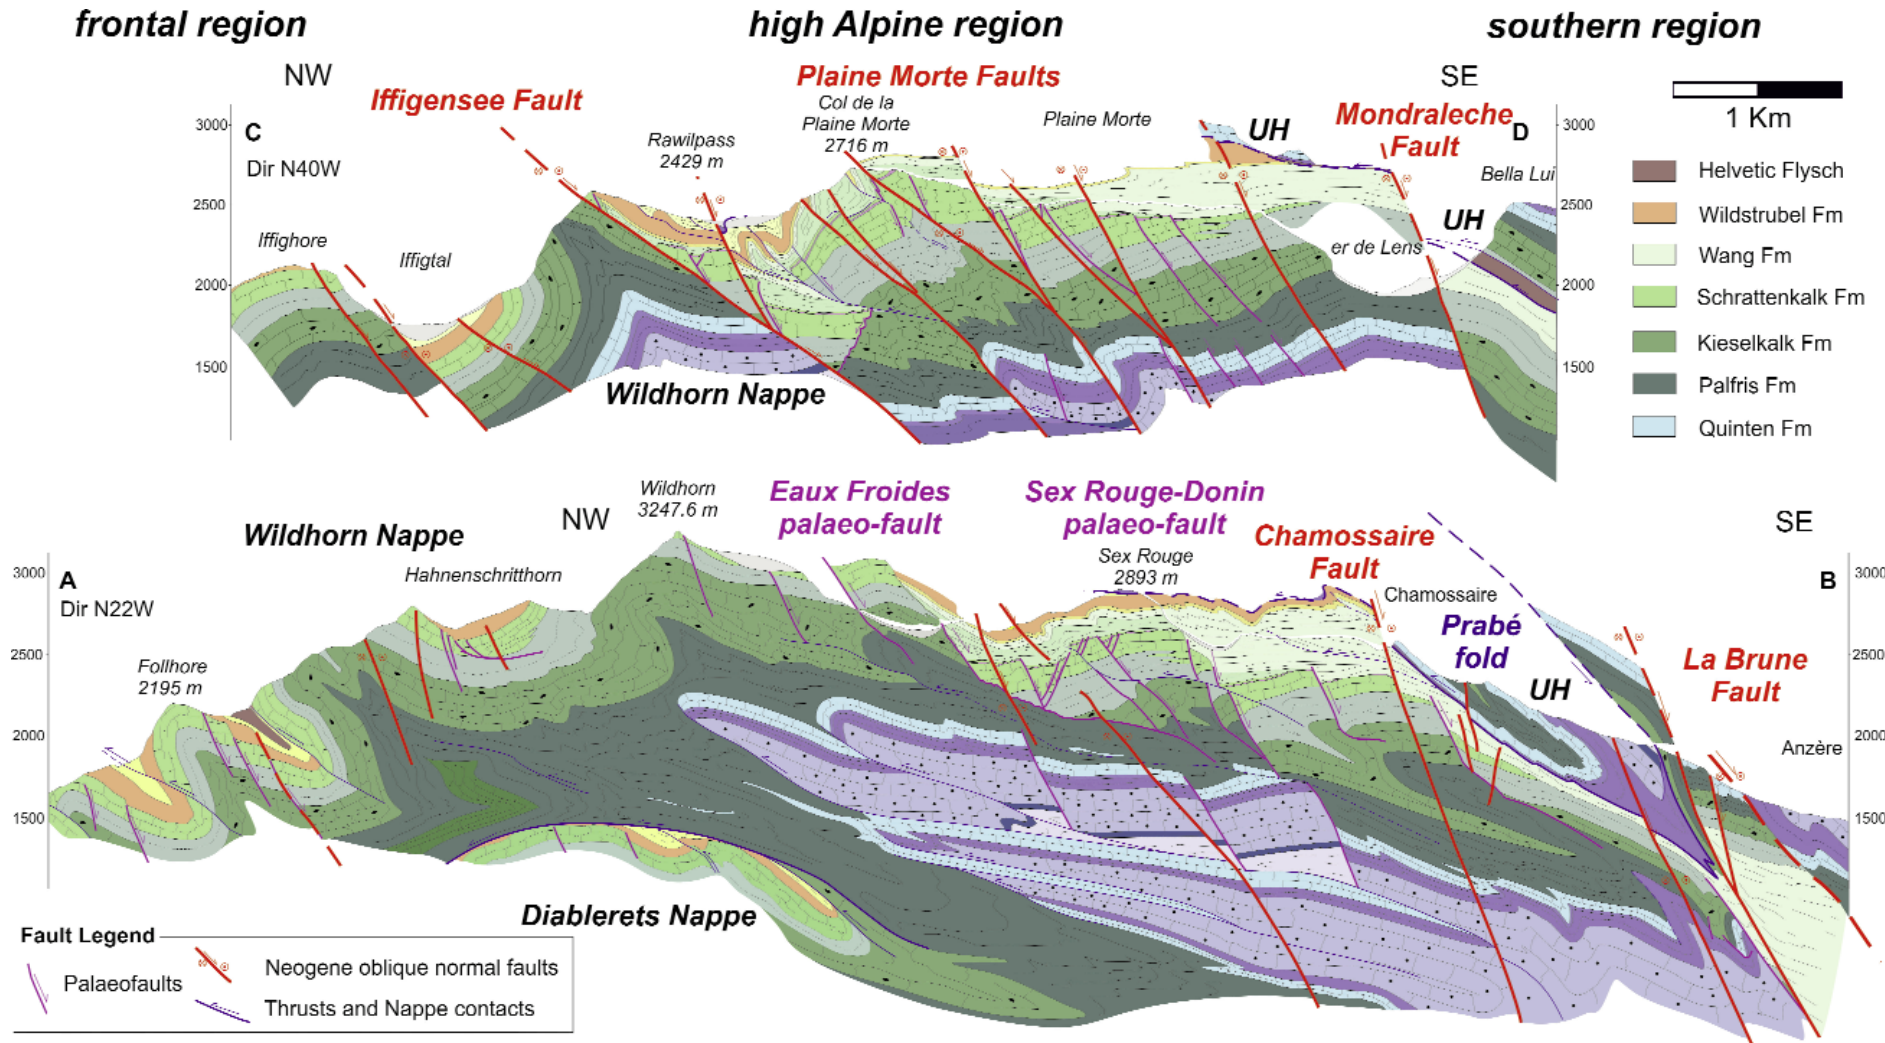 frontal region
high Alpine region
southern region
NW
Plaine Morte Faults
SE
Iffigensee Fault
Col de la
Plaine Morte
2716 m
Plaine Morte
UH
Mondraleche
Fault
1 Km
3000
C
Rawilpass
2429 m
D
3000
Dir N40W
Bella Lui
Helvetic Flysch
2500
UH
2500
Wildstrubel Fm
Iffighore
Iffigtal
er de Lens
Wang Fm
2000
2000
Schrattenkalk Fm
Kieselkalk Fm
1500
1500
Wildhorn Nappe
Palfris Fm
Quinten Fm
Wildhorn
3247.6 m
Eaux Froides
palaeo-fault
Sex Rouge-Donin
palaeo-fault
NW
SE
Wildhorn Nappe
Chamossaire
Fault
Sex Rouge
2893 m
3000
A
Hahnenschritthorn
Chamossaire
B
3000
Dir N22W
Prabé
fold
2500
Follhore
2195 m
La Brune
Fault
2500
UH
2000
Anzère
2000
1500
1500
Diablerets Nappe
Fault Legend
Palaeofaults
Neogene oblique normal faults
Thrusts and Nappe contacts